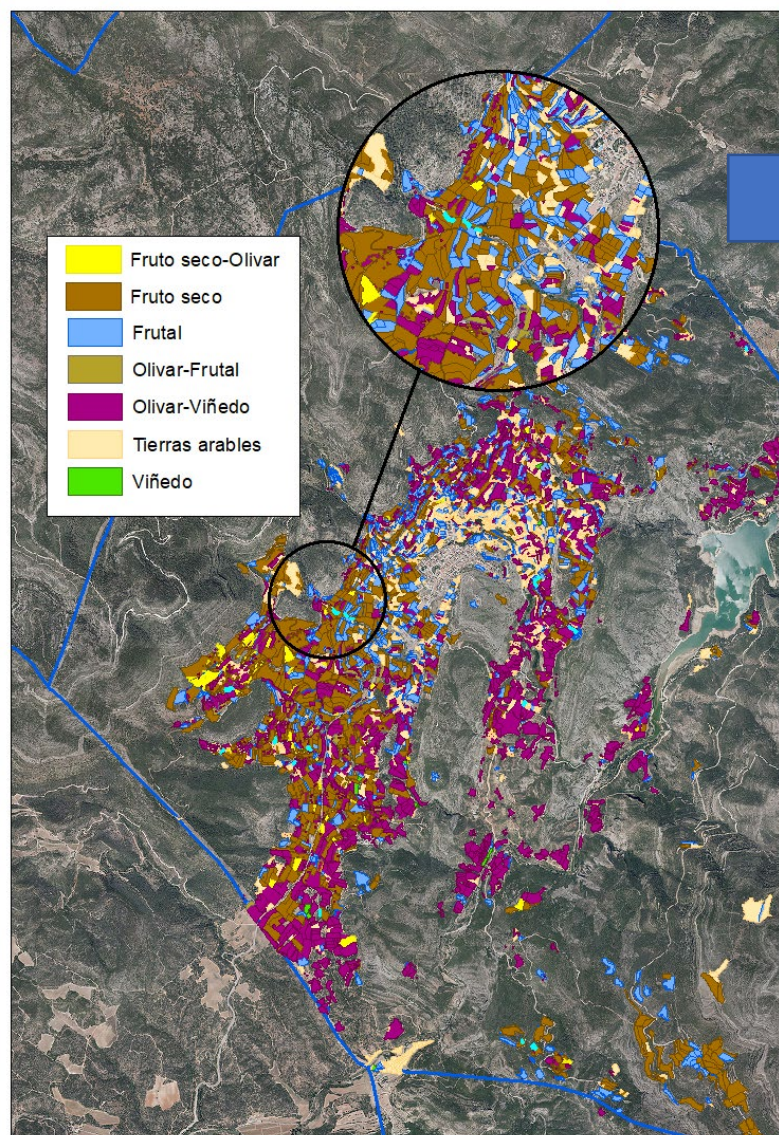 Fruto seco-Olivar
Fruto seco
Frutal
Olivar-Frutal
Olivar-Viñedo
Tierras arables
Viñedo